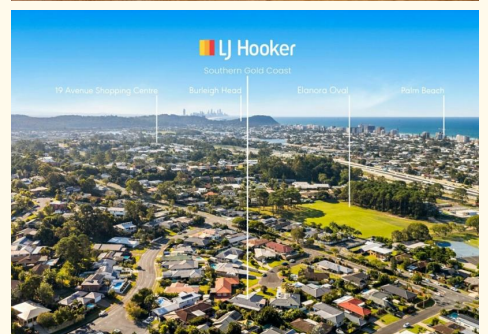 LJ Hooker
Southern Gold Coast
19 Avenue Shopping Centre
Burleigh Head
Elanora Oval
Palm Beach